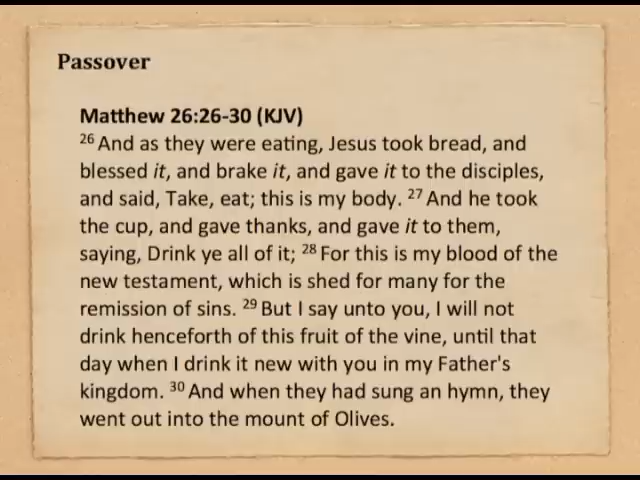 Passover
Matthew 26:26-30 (KJV)
26 And as they were eating, Jesus took bread, and
blessed it, and brake it, and gave it to the disciples,
and said, Take, eat; this is my body. 27 And he took
the cup, and gave thanks, and gave it to them,
saying, Drink ye all of it; 28 For this is my blood of the
new testament, which is shed for many for the
remission of sins. 29 But I say unto you, I will not
drink henceforth of this fruit of the vine, until that
day when I drink it new with you in my Father's
kingdom. 30 And when they had sung an hymn, they
went out into the mount of Olives.